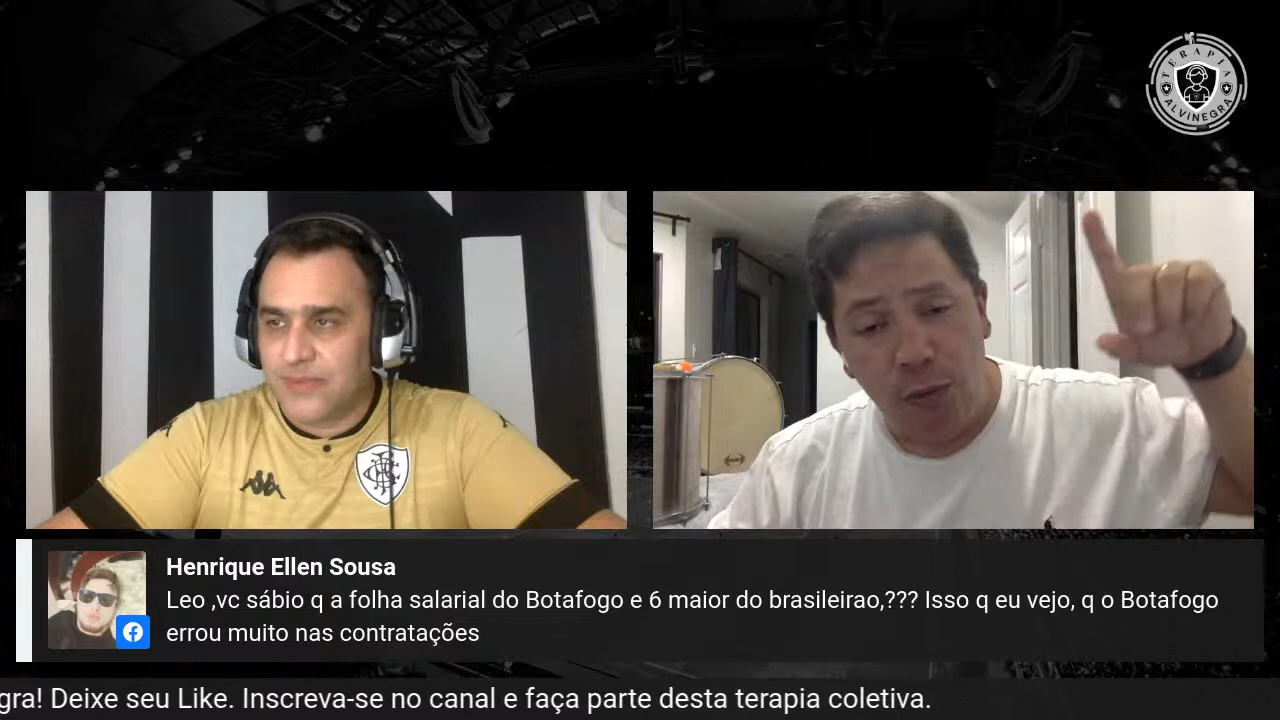 TERAPIA
ALVINEGRA
Henrique Ellen Sousa
Leo ,vc sábio q a folha salarial do Botafogo e 6 maior do brasileirao,??? Isso q eu vejo, q o Botafogo
errou muito nas contratações
gra! Deixe seu Like. Inscreva-se no canal e faça parte desta terapia coletiva.